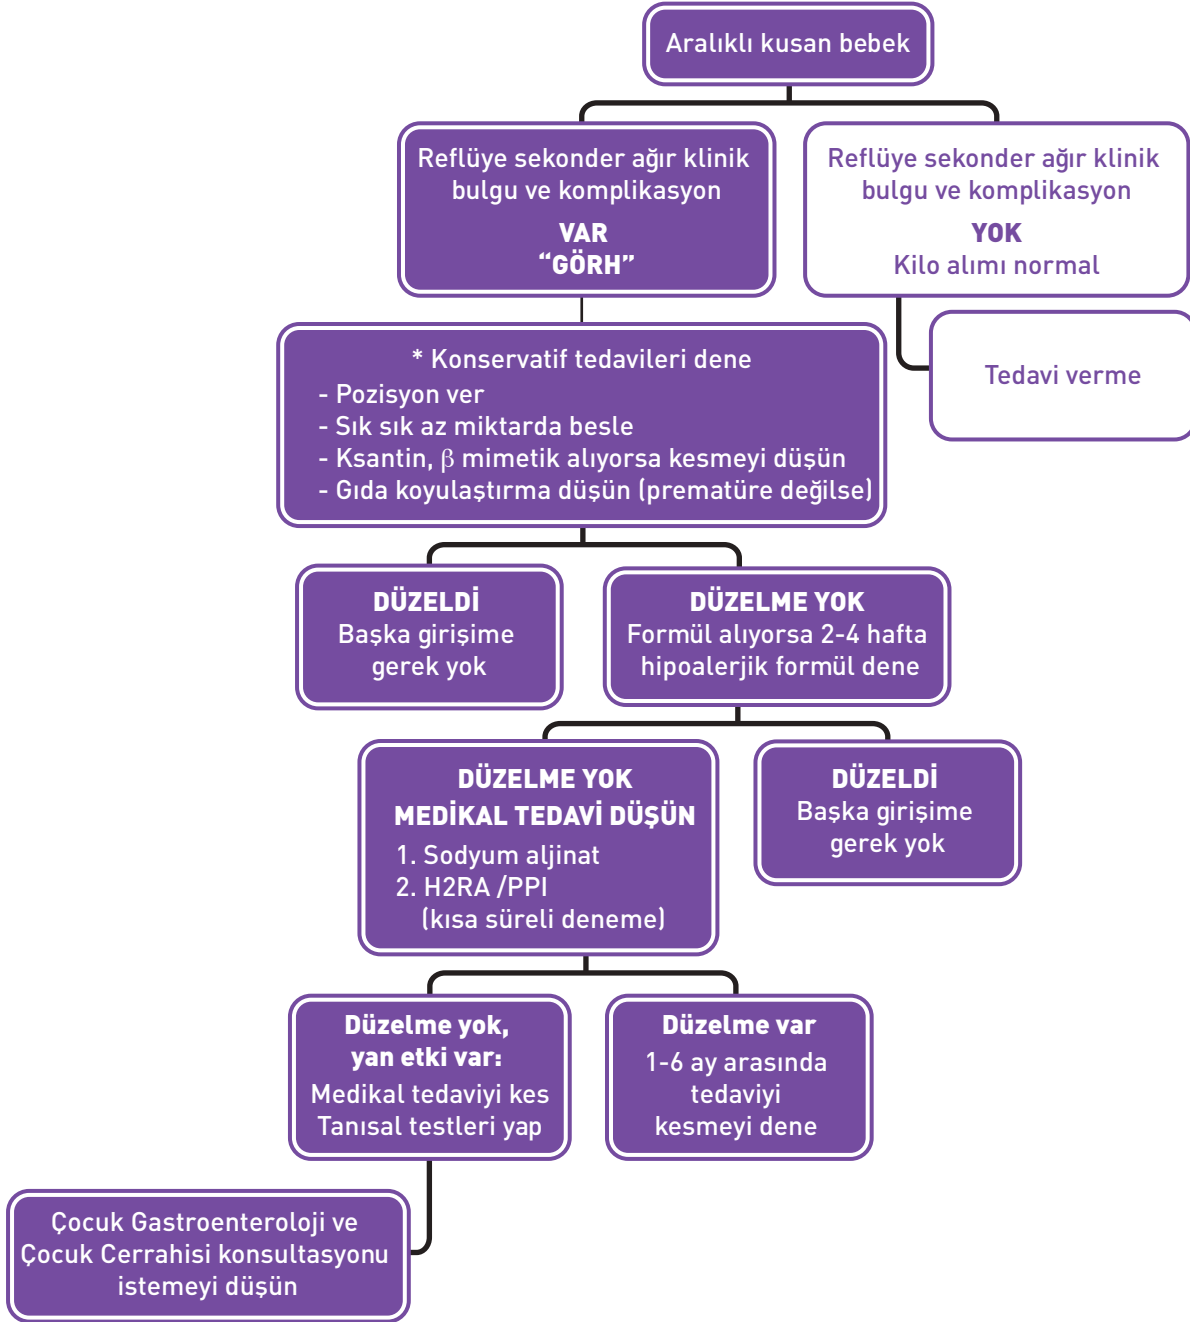 Aralıklı kusan bebek
Reflüye sekonder ağır klinik
bulgu ve komplikasyon
VAR
“GÖRH”
Reflüye sekonder ağır klinik
bulgu ve komplikasyon
YOK
Kilo alımı normal
Tedavi verme
* Konservatif tedavileri dene
- Pozisyon ver
- Sık sık az miktarda besle
- Ksantin, β mimetik alıyorsa kesmeyi düşün
- Gıda koyulaştırma düşün (prematüre değilse)
DÜZELDİ
Başka girişime
gerek yok
DÜZELME YOK
Formül alıyorsa 2-4 hafta
hipoalerjik formül dene
DÜZELME YOK
MEDİKAL TEDAVİ DÜŞÜN
1. Sodyum aljinat
2. H2RA /PPI
(kısa süreli deneme)
DÜZELDİ
Başka girişime
gerek yok
Düzelme yok,
yan etki var:
Medikal tedaviyi kes
Tanısal testleri yap
Düzelme var
1-6 ay arasında
tedaviyi
kesmeyi dene
Çocuk Gastroenteroloji ve
Çocuk Cerrahisi konsultasyonu
istemeyi düşün